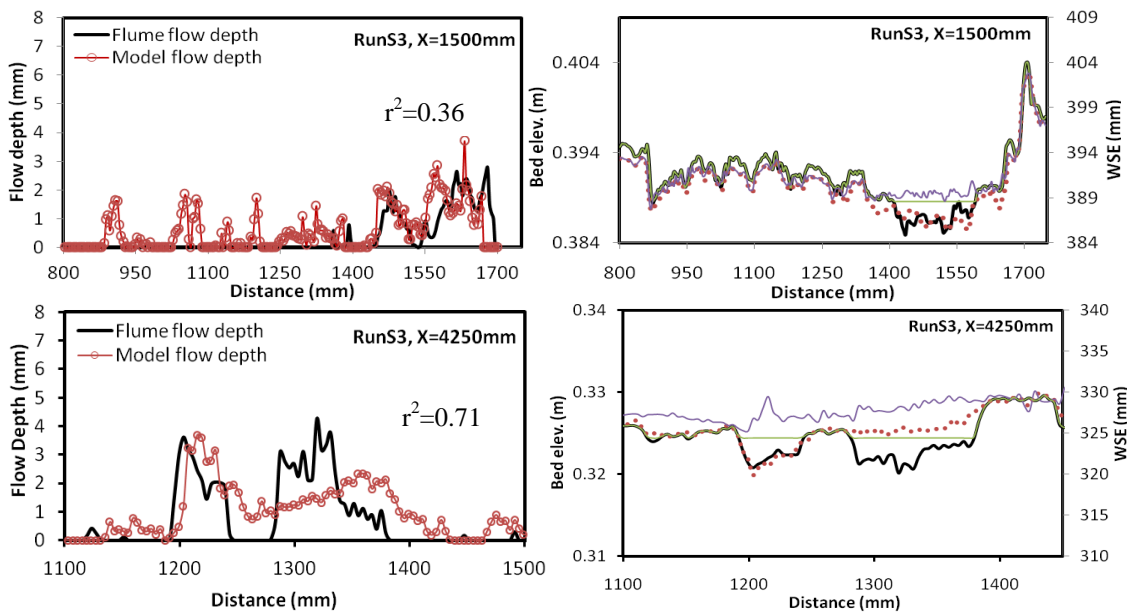 Flume flow depth
Model flow depth
RunS3, X=1500mm
r²=0.36
Flow depth (mm)
8
7
6
5
4
3
2
1
0
800 950 1100 1250 1400 1550 1700
Distance (mm)
RunS3, X=1500mm
Bed elev. (m)
0.404
0.394
0.384
WSE (mm)
409
404
399
394
389
384
800 950 1100 1250 1400 1550 1700
Distance (mm)
Flume flow depth
Model flow depth
RunS3, X=4250mm
r²=0.71
Flow Depth (mm)
8
7
6
5
4
3
2
1
0
1100 1200 1300 1400 1500
Distance (mm)
RunS3, X=4250mm
Bed elev. (m)
0.34
0.33
0.32
0.31
WSE (mm)
340
335
330
325
320
315
310
1100 1200 1300 1400
Distance (mm)